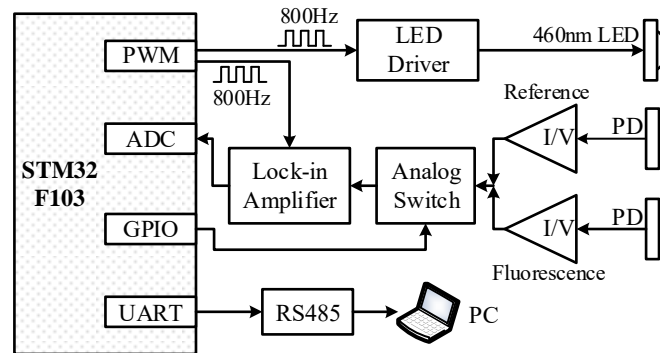 800Hz
PWM
LED
Driver
460nm LED
800Hz
Reference
ADC
I/V
PD
STM32
F103
Lock-in
Amplifier
Analog
Switch
GPIO
I/V
PD
Fluorescence
UART
RS485
PC